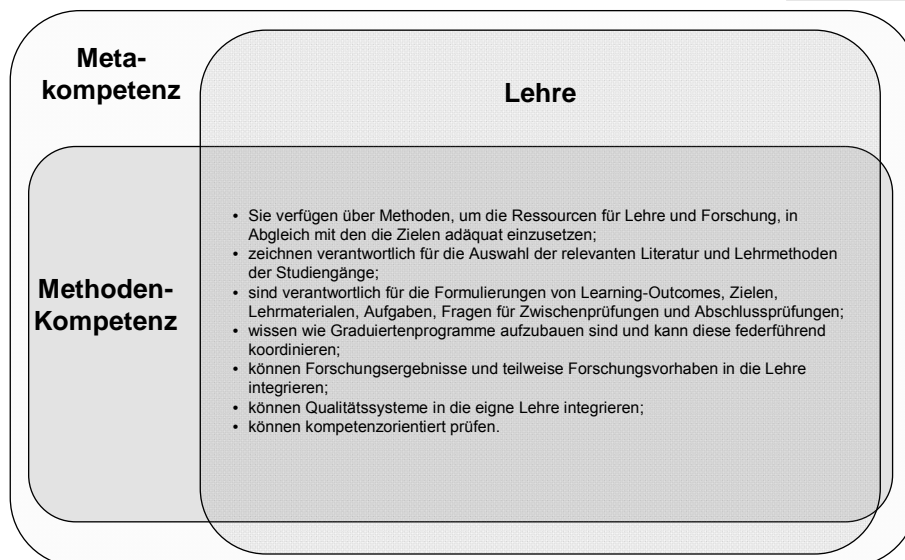 Meta-
kompetenz
Lehre
Methoden-
Kompetenz
• Sie verfügen über Methoden, um die Ressourcen für Lehre und Forschung, in
Abgleich mit den die Zielen adäquat einzusetzen;
• zeichnen verantwortlich für die Auswahl der relevanten Literatur und Lehrmethoden
der Studiengänge;
• sind verantwortlich für die Formulierungen von Learning-Outcomes, Zielen,
Lehrmaterialen, Aufgaben, Fragen für Zwischenprüfungen und Abschlussprüfungen;
• wissen wie Graduiertenprogramme aufzubauen sind und kann diese federführend
koordinieren;
• können Forschungsergebnisse und teilweise Forschungsvorhaben in die Lehre
integrieren;
• können Qualitätssysteme in die eigne Lehre integrieren;
• können kompetenzorientiert prüfen.